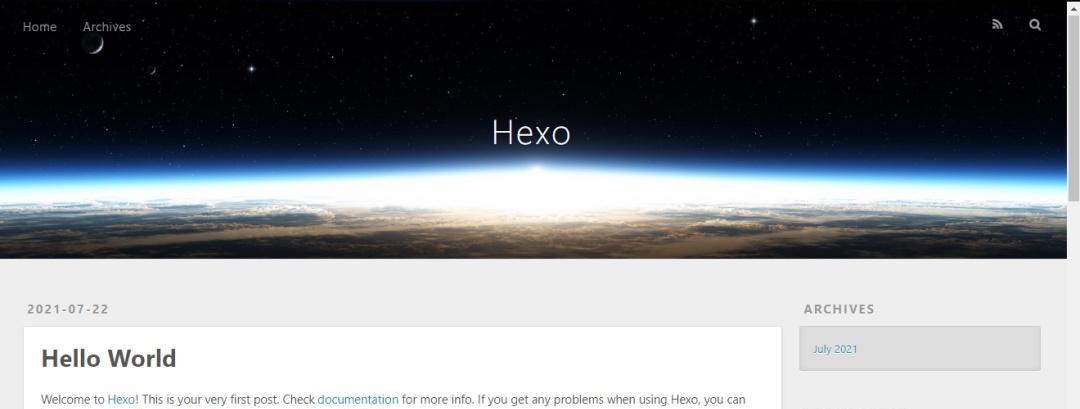 Home Archives
Hexo
2021-07-22
Hello World
Welcome to Hexo! This is your very first post. Check documentation for more info. If you get any problems when using Hexo, you can
ARCHIVES
July 2021